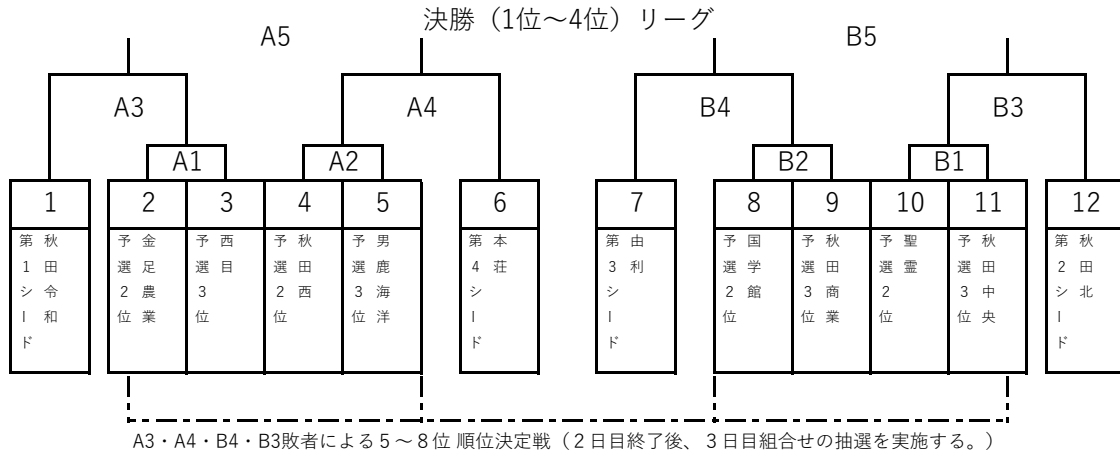 決勝（1位～4位）リーグ
A5
B5
A3
A4
B4
B3
A1
A2
B2
B1
1
2
3
4
5
6
7
8
9
10
11
12
秋田令和
第1シード
金足農業
予選2位
西目
予選3位
秋田西
予選2位
男鹿海洋
予選3位
本荘
第4シード
由利
第3シード
国学館
予選2位
秋田商業
予選3位
聖霊
予選2位
秋田中央
予選3位
秋田北
第2シード
A3・A4・B4・B3敗者による５～８位 順位決定戦（２日目終了後、３日目組合せの抽選を実施する。）